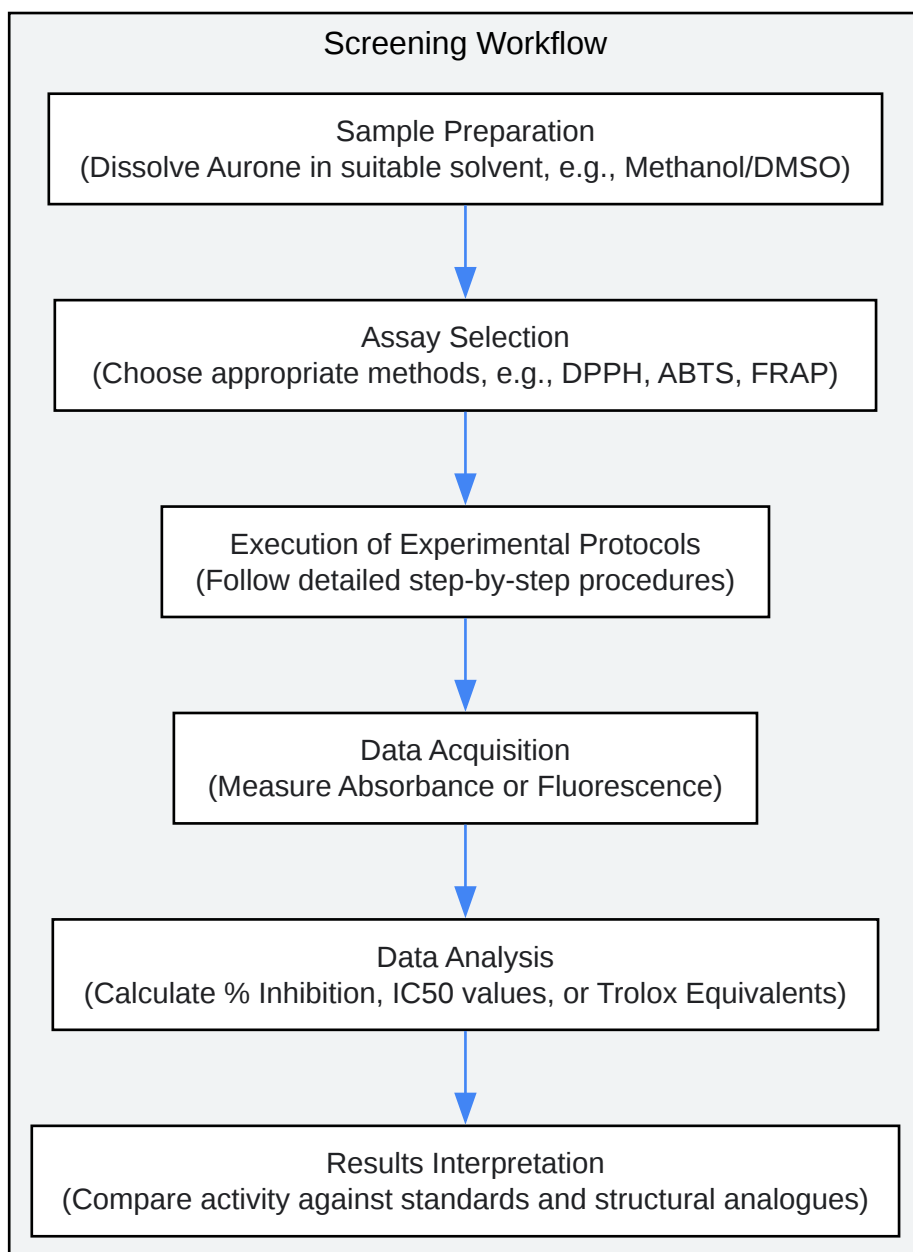 Screening Workflow
Sample Preparation
(Dissolve Aurone in suitable solvent, e.g., Methanol/DMSO)
Assay Selection
(Choose appropriate methods, e.g., DPPH, ABTS, FRAP)
Execution of Experimental Protocols
(Follow detailed step-by-step procedures)
Data Acquisition
(Measure Absorbance or Fluorescence)
Data Analysis
(Calculate % Inhibition, IC50 values, or Trolox Equivalents)
Results Interpretation
(Compare activity against standards and structural analogues)